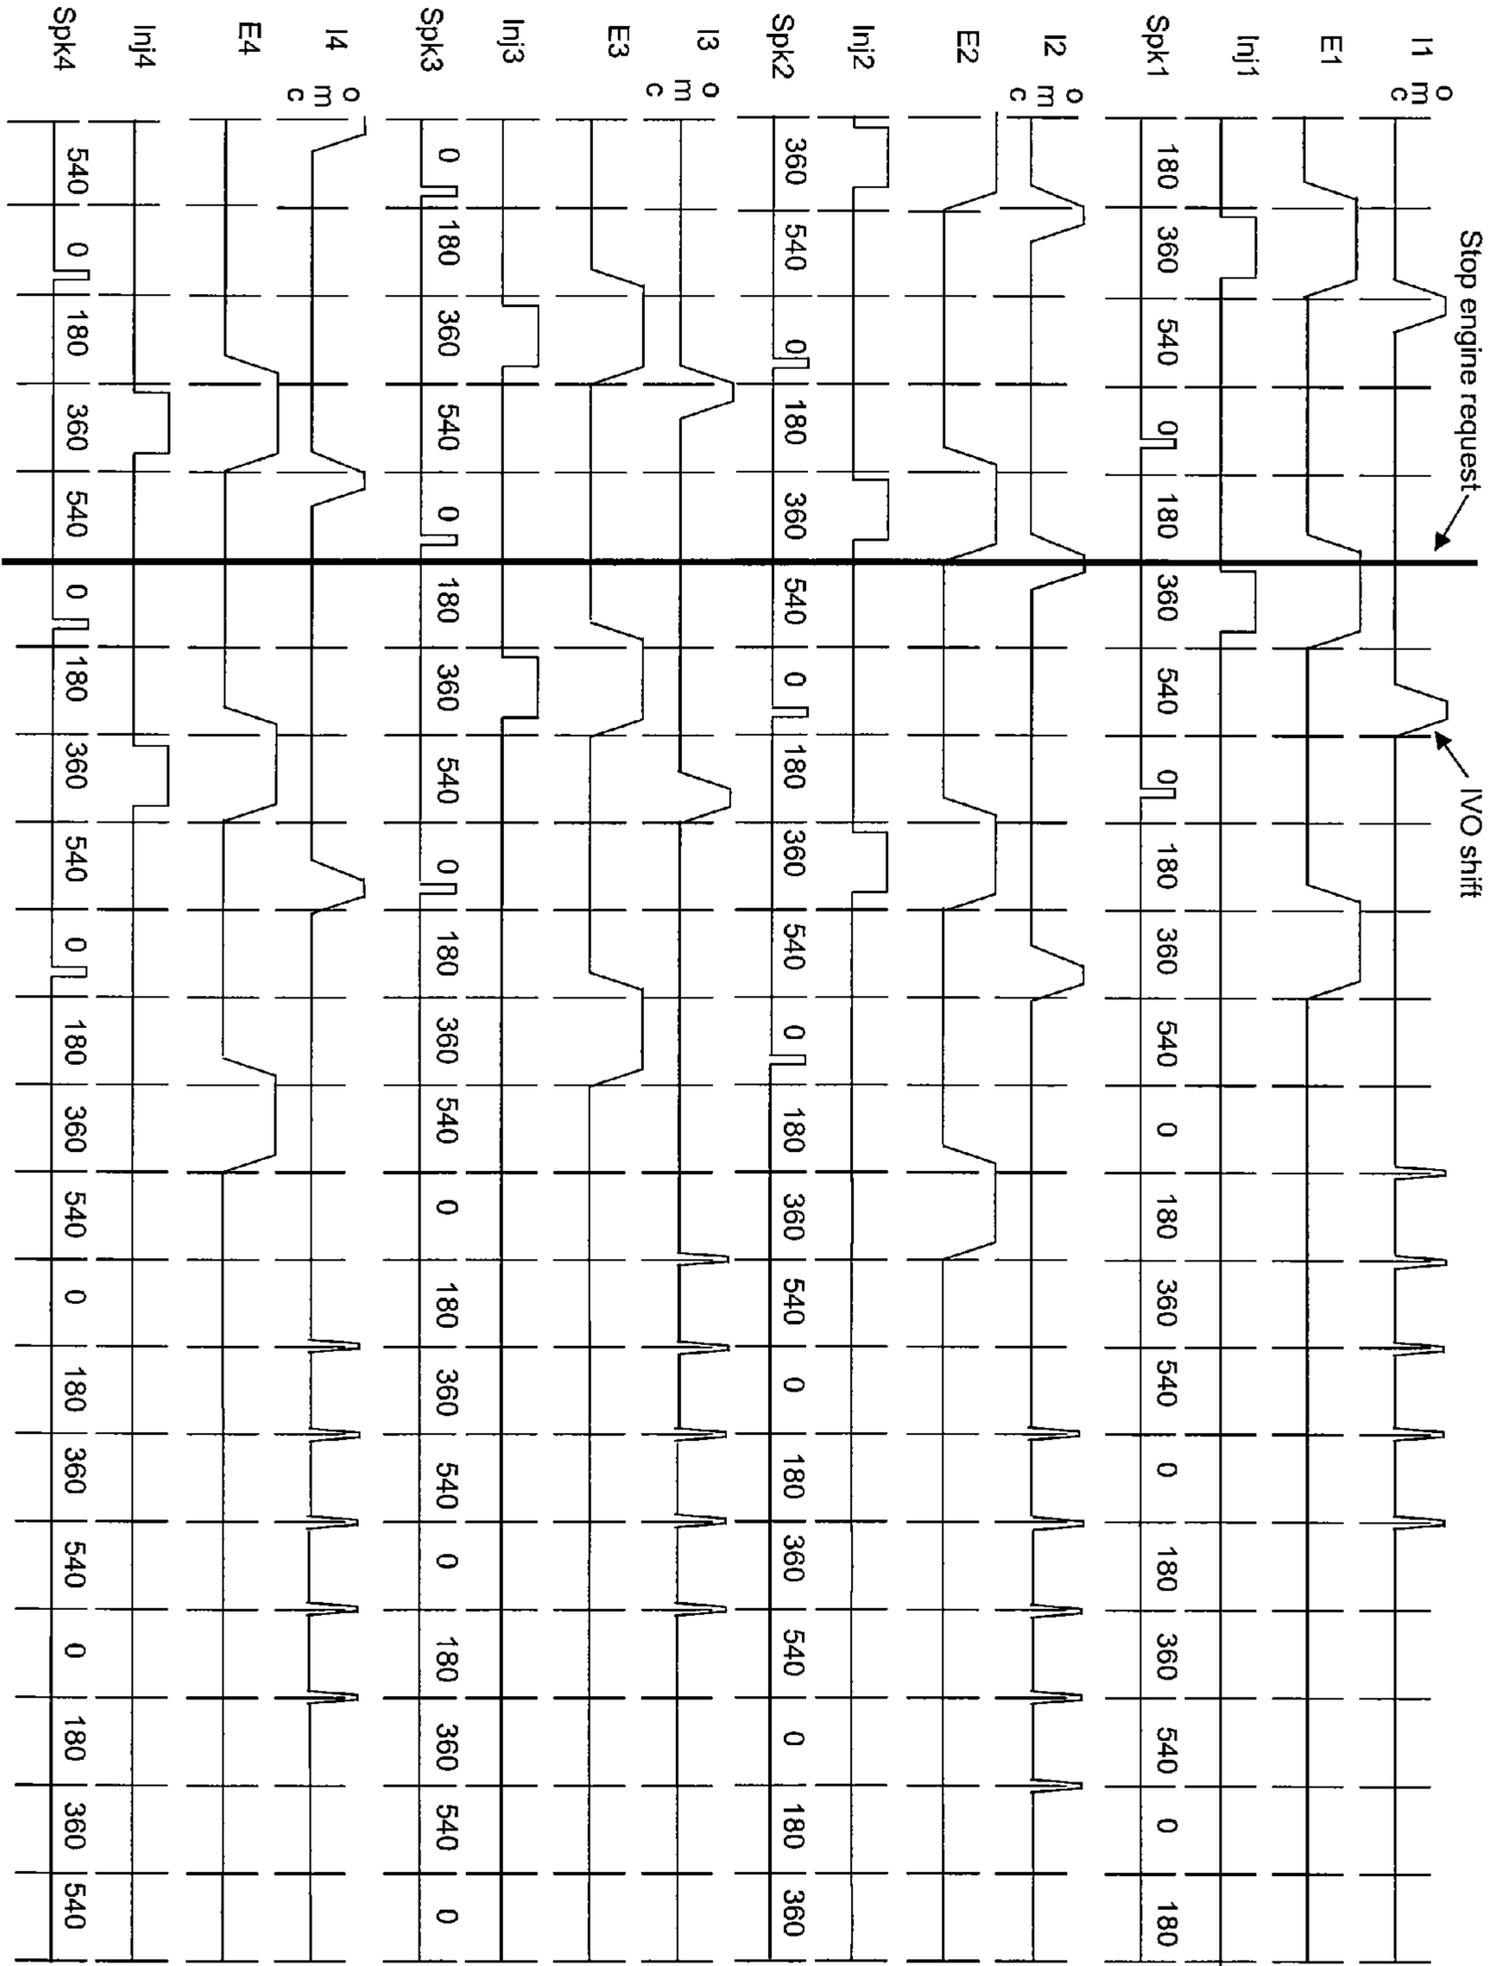 Stop engine request
IVO shift
o
I1 m
c
E1
Inj1
Spk1 180 360 540 0 180 360 540 0 180 360 540 0 180 360 540 0 180 360 540 0 180
o
I2 m
c
E2
Inj2
Spk2 360 540 0 180 360 540 0 180 360 540 0 180 360 540 0 180 360 540 0 180 360
o
I3 m
c
E3
Inj3
Spk3 0 180 360 540 0 180 360 540 0 180 360 540 0 180 360 540 0 180 360 540 0
o
I4 m
c
E4
Inj4
Spk4 540 0 180 360 540 0 180 360 540 0 180 360 540 0 180 360 540 0 180 360 540